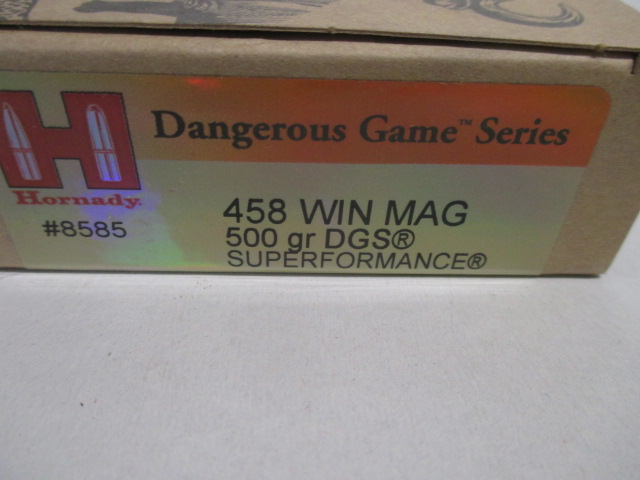 Dangerous Game™ Series
H
Hornady
#8585
458 WIN MAG
500 gr DGS®
SUPERFORMANCE®